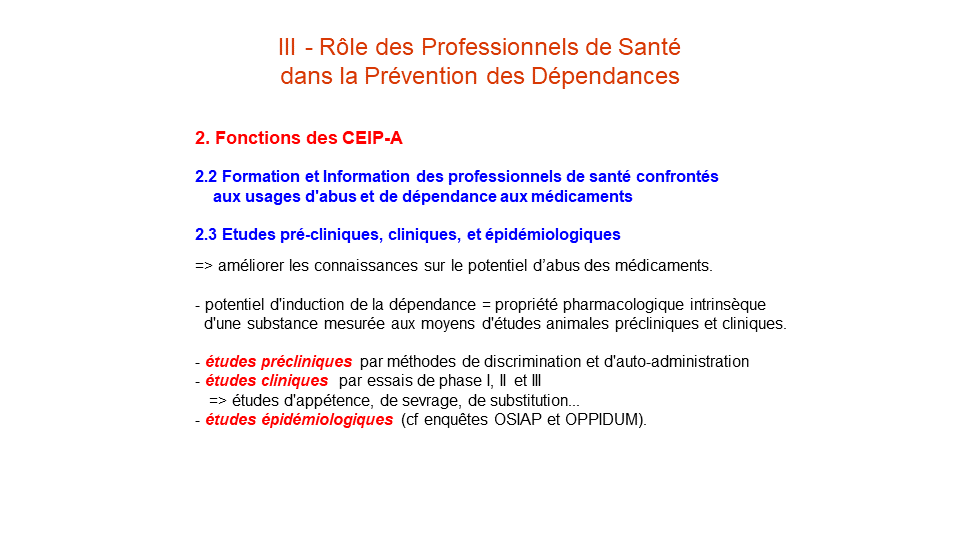 III - Rôle des Professionnels de Santé
dans la Prévention des Dépendances
2. Fonctions des CEIP-A
2.2 Formation et Information des professionnels de santé confrontés
aux usages d'abus et de dépendance aux médicaments
2.3 Etudes pré-cliniques, cliniques, et épidémiologiques
=> améliorer les connaissances sur le potentiel d’abus des médicaments.
- potentiel d'induction de la dépendance = propriété pharmacologique intrinsèque
d'une substance mesurée aux moyens d'études animales précliniques et cliniques.
- études précliniques par méthodes de discrimination et d'auto-administration
- études cliniques par essais de phase I, II et III
=> études d'appétence, de sevrage, de substitution...
- études épidémiologiques (cf enquêtes OSIAP et OPPIDUM).